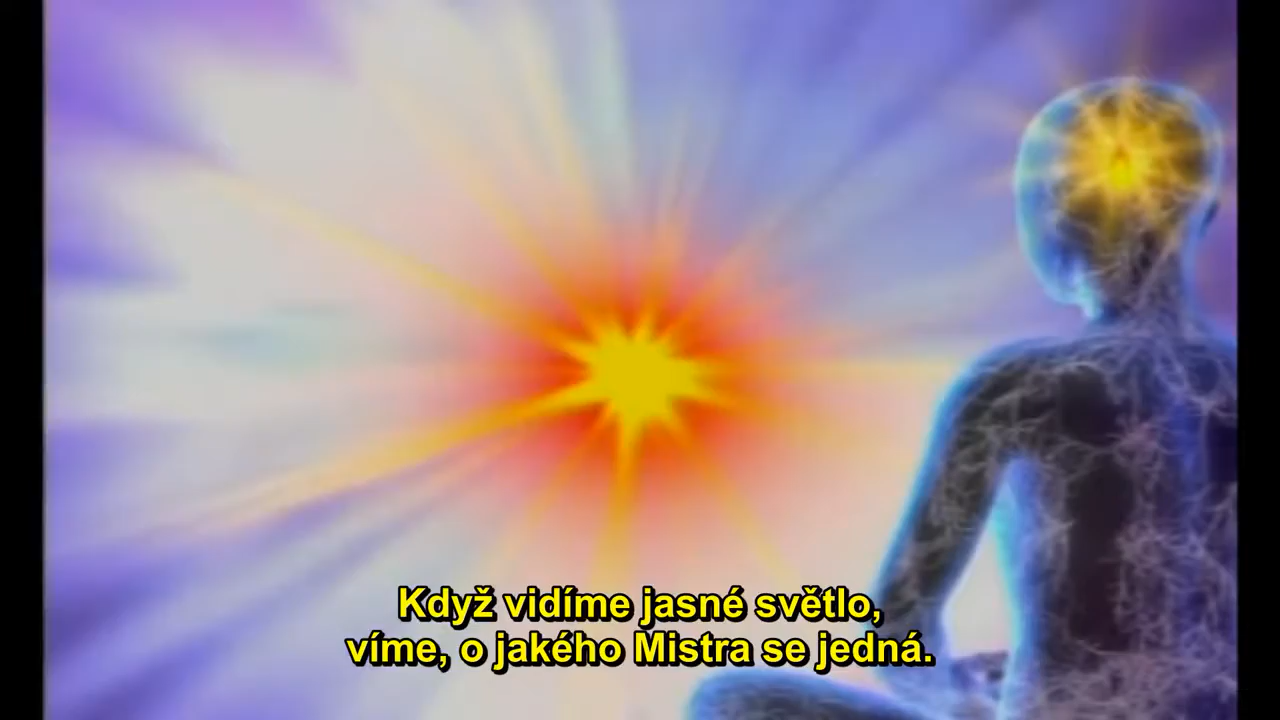 Když vidíme jasné světlo,
víme, o jakého Mistra se jedná.